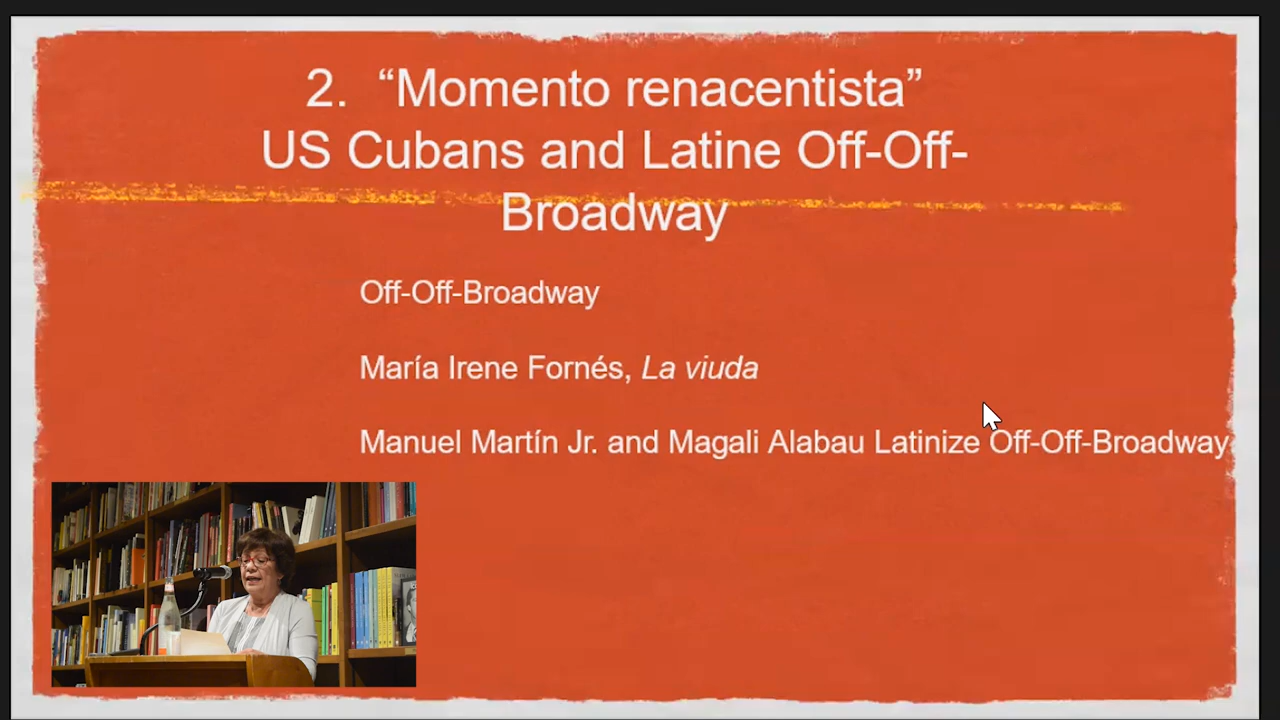 2. “Momento renacentista”
US Cubans and Latine Off-Off-
Broadway
Off-Off-Broadway
María Irene Fornés, La viuda
Manuel Martín Jr. and Magali Alabau Latinize Off-Off-Broadway